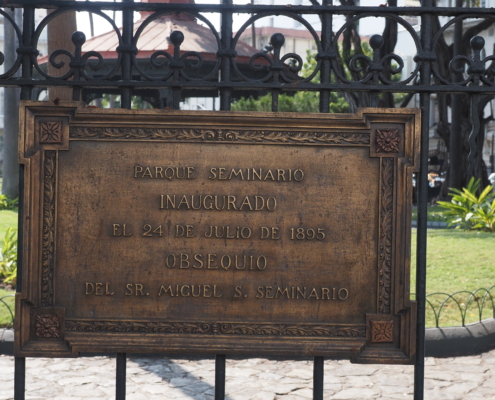 PARQUE SEMINARIO
INAUGURADO
EL 24 DE JULIO DE 1895
OBSEQUIO
DEL SR. MIGUEL S. SEMINARIO